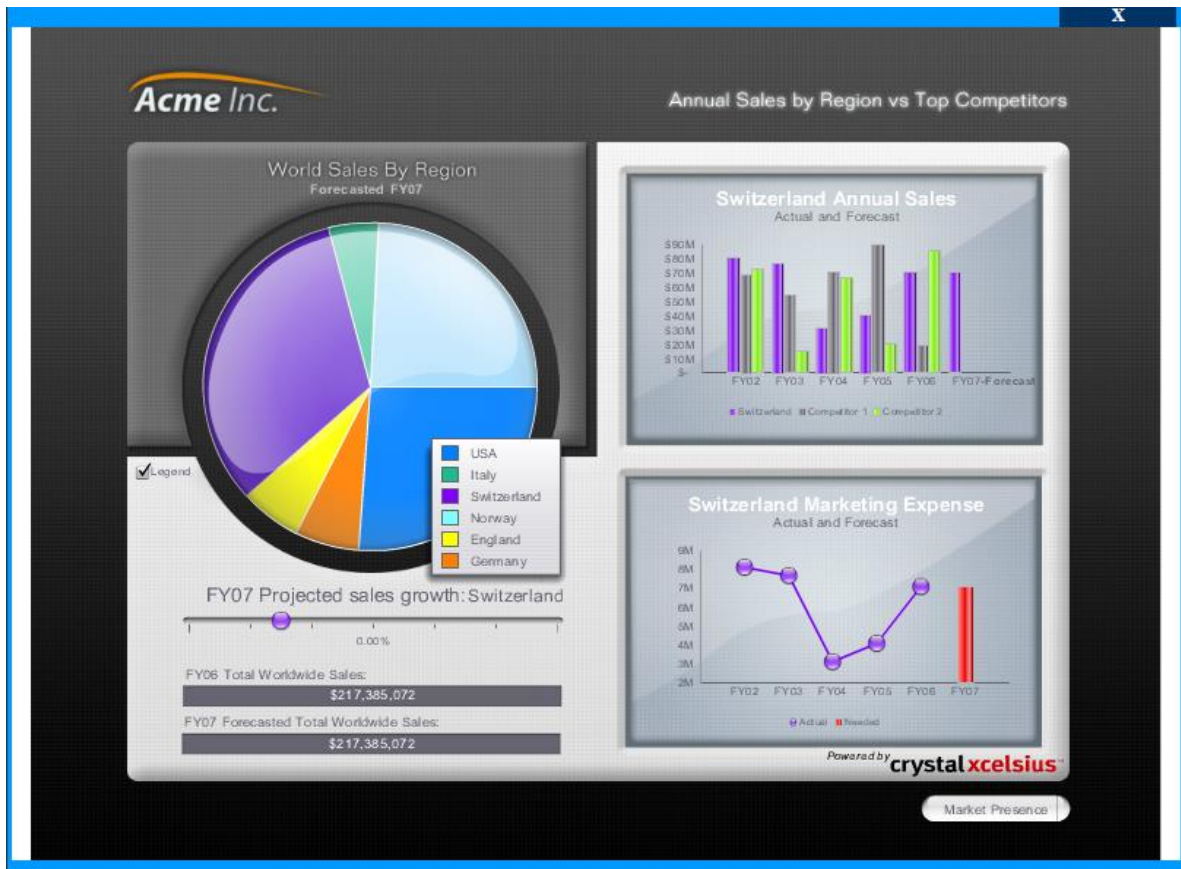 X
Acme Inc.
Annual Sales by Region vs Top Competitors
World Sales By Region
Forecasted FY07
Legend
USA
Italy
Switzerland
Norway
England
Germany
FY07 Projected sales growth: Switzerland
0.00%
FY06 Total Worldwide Sales:
$217,385,072
FY07 Forecasted Total Worldwide Sales:
$217,385,072
Switzerland Annual Sales
Actual and Forecast
$90M
$80M
$70M
$60M
$50M
$40M
$30M
$20M
$10M
$-
FY02 FY03 FY04 FY05 FY06 FY07-Forecast
Switzerland Competitor 1 Competitor 2
Switzerland Marketing Expense
Actual and Forecast
9M
8M
7M
6M
5M
4M
3M
2M
FY02 FY03 FY04 FY05 FY06 FY07
Actual Needed
Powered by crystal xcelsius
Market Presence